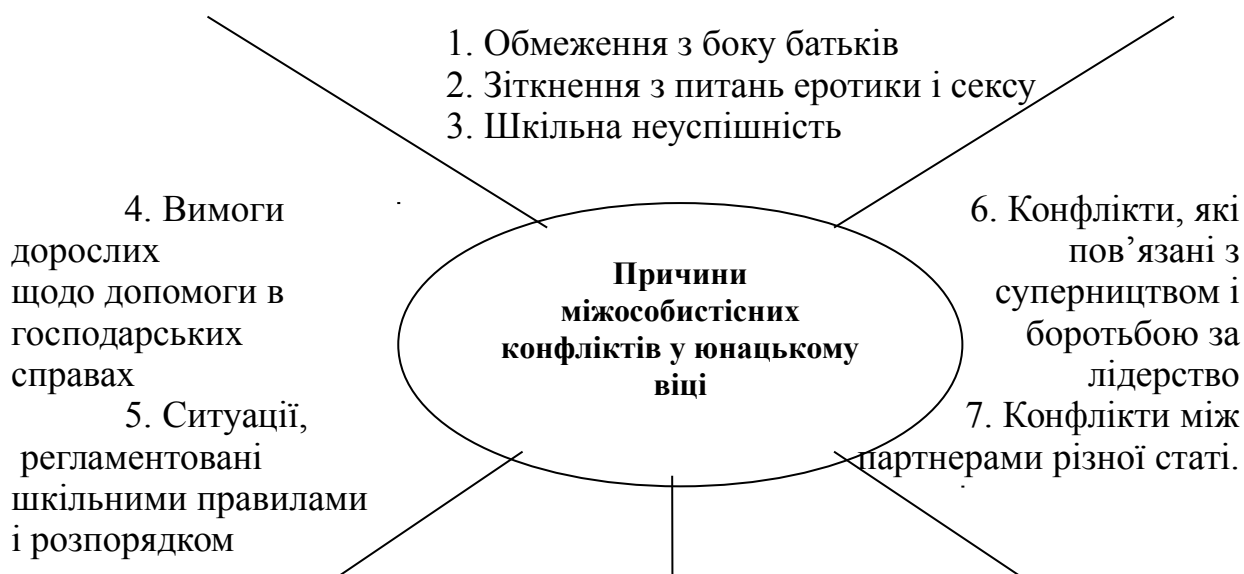 1. Обмеження з боку батьків
2. Зіткнення з питань еротики і сексу
3. Шкільна неуспішність
4. Вимоги
дорослих
щодо допомоги в
господарських
справах
5. Ситуації,
регламентовані
шкільними правилами
і розпорядком
Причини
міжособистісних
конфліктів у юнацькому
віці
6. Конфлікти, які
пов’язані з
суперництвом і
боротьбою за
лідерство
7. Конфлікти між
партнерами різної статі.